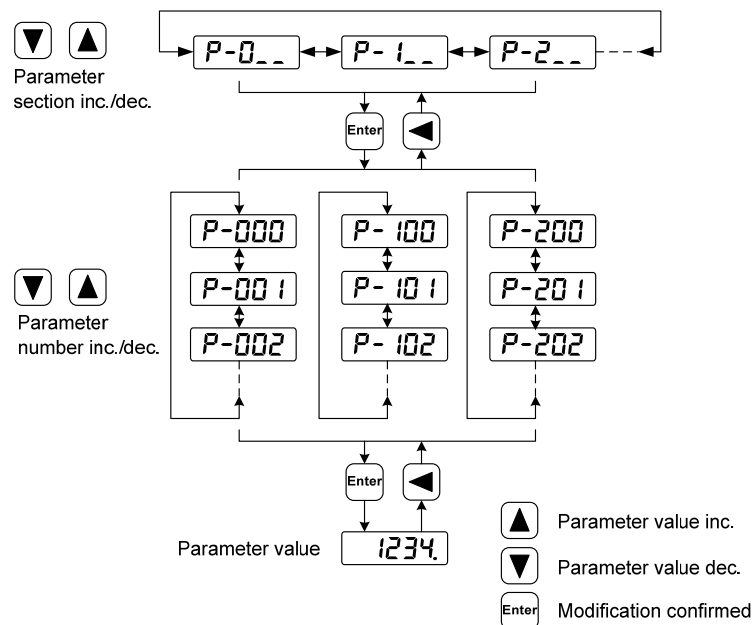 P-0_ _ P-1_ _ P-2_ _
Parameter
section inc./dec.
Enter
P-000 P-100 P-200
P-001 P-101 P-201
Parameter
number inc./dec.
P-002 P-102 P-202
Enter
Parameter value 1234.
Parameter value inc.
Parameter value dec.
Enter Modification confirmed